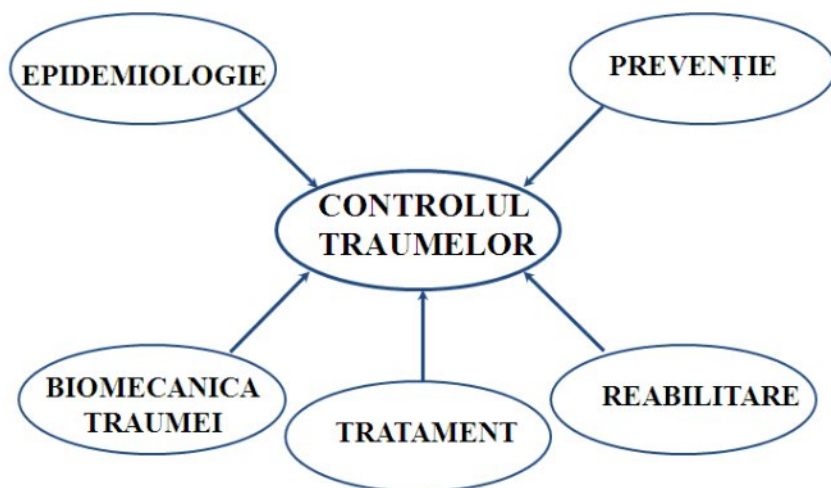 EPIDEMIOLOGIE
PREVENȚIE
CONTROLUL
TRAUMELOR
BIOMECANICA
TRAUMEI
TRATAMENT
REABILITARE